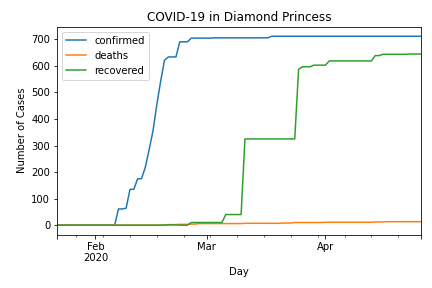 COVID-19 in Diamond Princess
confirmed
deaths
recovered
700
600
500
400
300
200
100
0
Number of Cases
Feb
2020
Mar
Apr
Day